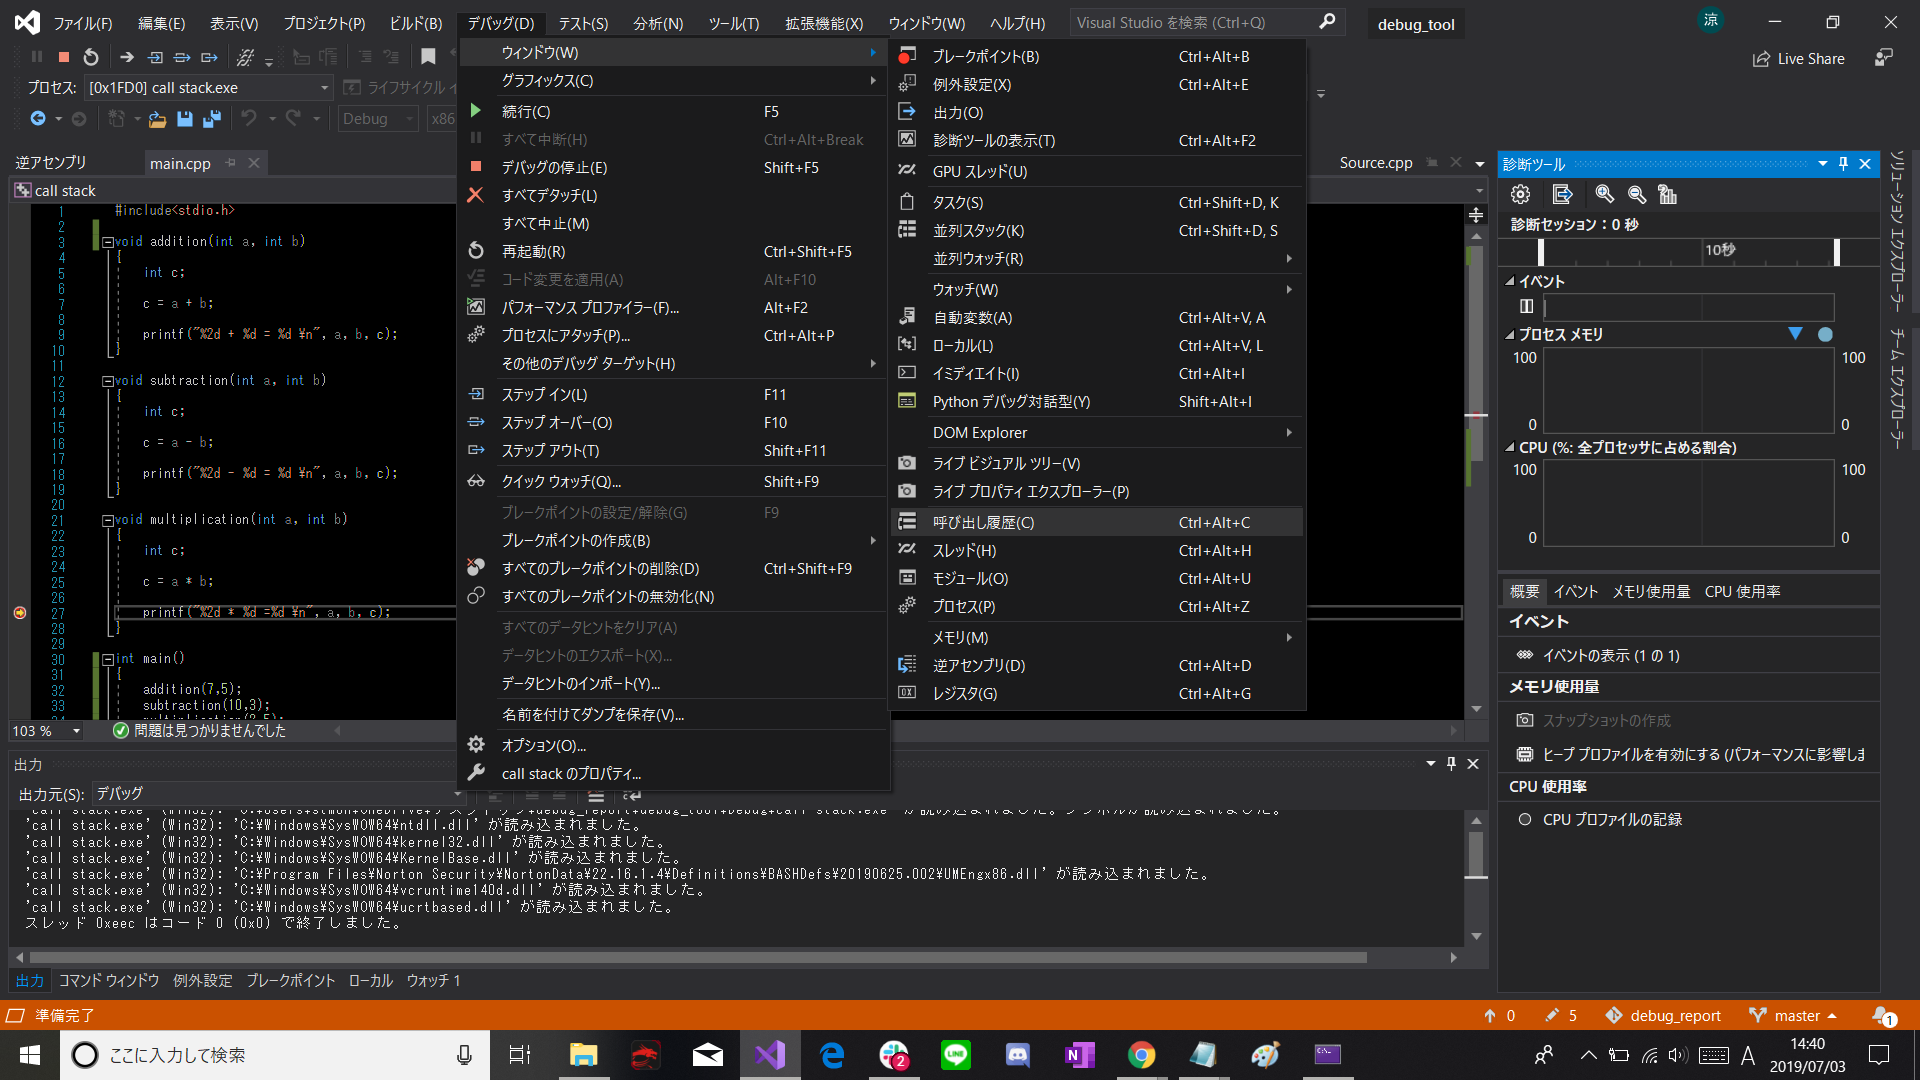 ファイル(F) 編集(E) 表示(V) プロジェクト(P) ビルド(B) デバッグ(D) テスト(S) 分析(N) ツール(T) 拡張機能(X) ウィンドウ(W) ヘルプ(H) Visual Studio を検索 (Ctrl+Q) debug_tool 涼
Live Share
プロセス: [0x1FD0] call stack.exe ライフサイクル イ
Debug x86
逆アセンブリ main.cpp Source.cpp
call stack
1 #include<stdio.h>
2
3 void addition(int a, int b)
4 {
5 int c;
6
7 c = a + b;
8
9 printf("%2d + %d = %d ¥n", a, b, c);
10 }
11
12 void subtraction(int a, int b)
13 {
14 int c;
15
16 c = a - b;
17
18 printf("%2d - %d = %d ¥n", a, b, c);
19 }
20
21 void multiplication(int a, int b)
22 {
23 int c;
24
25 c = a * b;
26
27 printf("%2d * %d =%d ¥n", a, b, c);
28 }
29
30 int main()
31 {
32 addition(7,5);
33 subtraction(10,3);
103 % 問題は見つかりませんでした
ウィンドウ(W)
グラフィックス(C)
続行(C) F5
すべて中断(H) Ctrl+Alt+Break
デバッグの停止(E) Shift+F5
すべてデタッチ(L)
すべて中止(M)
再起動(R) Ctrl+Shift+F5
コード変更を適用(A) Alt+F10
パフォーマンス プロファイラー(F)... Alt+F2
プロセスにアタッチ(P)... Ctrl+Alt+P
その他のデバッグ ターゲット(H)
ステップ イン(L) F11
ステップ オーバー(O) F10
ステップ アウト(T) Shift+F11
クイック ウォッチ(Q)... Shift+F9
ブレークポイントの設定/解除(G) F9
ブレークポイントの作成(B)
すべてのブレークポイントの削除(D) Ctrl+Shift+F9
すべてのブレークポイントの無効化(N)
すべてのデータヒントをクリア(A)
データヒントのエクスポート(X)...
データヒントのインポート(Y)...
名前を付けてダンプを保存(V)...
オプション(O)...
call stack のプロパティ...
ブレークポイント(B) Ctrl+Alt+B
例外設定(X) Ctrl+Alt+E
出力(O)
診断ツールの表示(T) Ctrl+Alt+F2
GPU スレッド(U)
タスク(S) Ctrl+Shift+D, K
並列スタック(K) Ctrl+Shift+D, S
並列ウォッチ(R)
ウォッチ(W)
自動変数(A) Ctrl+Alt+V, A
ローカル(L) Ctrl+Alt+V, L
イミディエイト(I) Ctrl+Alt+I
Python デバッグ対話型(Y) Shift+Alt+I
DOM Explorer
ライブ ビジュアル ツリー(V)
ライブ プロパティ エクスプローラー(P)
呼び出し履歴(C) Ctrl+Alt+C
スレッド(H) Ctrl+Alt+H
モジュール(O) Ctrl+Alt+U
プロセス(P) Ctrl+Alt+Z
メモリ(M)
逆アセンブリ(D) Ctrl+Alt+D
レジスタ(G) Ctrl+Alt+G
診断ツール
診断セッション：0 秒
10秒
イベント
プロセス メモリ
100 100
0 0
CPU (%: 全プロセッサに占める割合)
100 100
0 0
概要 イベント メモリ使用量 CPU 使用率
イベント
イベントの表示 (1 の 1)
メモリ使用量
スナップショットの作成
ヒープ プロファイルを有効にする (パフォーマンスに影響しま
CPU 使用率
CPU プロファイルの記録
ソリューション エクスプローラー
チーム エクスプローラー
出力
出力元(S): デバッグ
'call stack.exe' (Win32): 'C:¥Windows¥SysWOW64¥ntdll.dll' が読み込まれました。
'call stack.exe' (Win32): 'C:¥Windows¥SysWOW64¥kernel32.dll' が読み込まれました。
'call stack.exe' (Win32): 'C:¥Windows¥SysWOW64¥KernelBase.dll' が読み込まれました。
'call stack.exe' (Win32): 'C:¥Program Files¥Norton Security¥NortonData¥22.16.1.4¥Definitions¥BASHDefs¥20190625.002¥UMEngx86.dll' が読み込まれました。
'call stack.exe' (Win32): 'C:¥Windows¥SysWOW64¥vcruntime140d.dll' が読み込まれました。
'call stack.exe' (Win32): 'C:¥Windows¥SysWOW64¥ucrtbased.dll' が読み込まれました。
スレッド 0xeec はコード 0 (0x0) で終了しました。
出力 コマンド ウィンドウ 例外設定 ブレークポイント ローカル ウォッチ 1
準備完了 0 5 debug_report master 1
ここに入力して検索 2 LINE A 14:40
2019/07/03